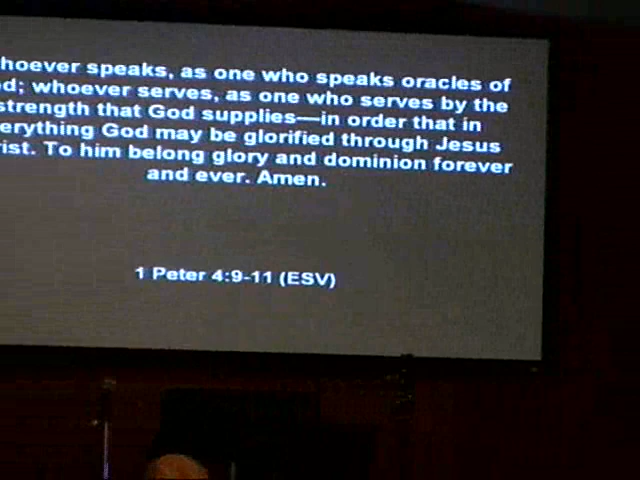 hoever speaks, as one who speaks oracles of
d; whoever serves, as one who serves by the
strength that God supplies—in order that in
erything God may be glorified through Jesus
rist. To him belong glory and dominion forever
and ever. Amen.
1 Peter 4:9-11 (ESV)